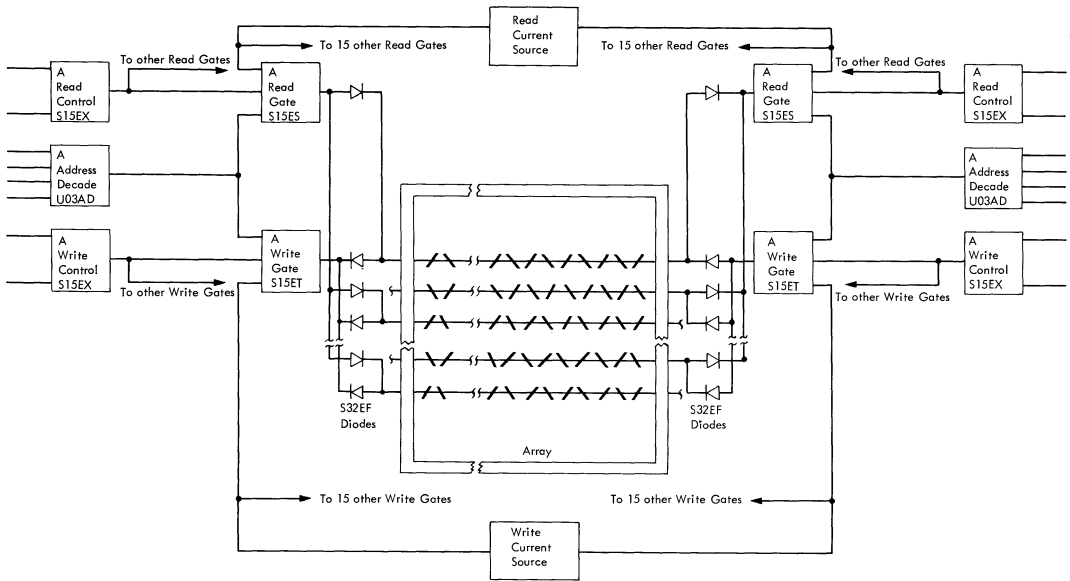 Read
Current
Source
To 15 other Read Gates
To 15 other Read Gates
To other Read Gates
To other Read Gates
A
Read
Control
S15EX
A
Read
Gate
S15ES
A
Read
Gate
S15ES
A
Read
Control
S15EX
A
Address
Decade
U03AD
A
Address
Decade
U03AD
A
Write
Control
S15EX
A
Write
Gate
S15ET
A
Write
Gate
S15ET
A
Write
Control
S15EX
To other Write Gates
To other Write Gates
S32EF
Diodes
S32EF
Diodes
Array
To 15 other Write Gates
To 15 other Write Gates
Write
Current
Source